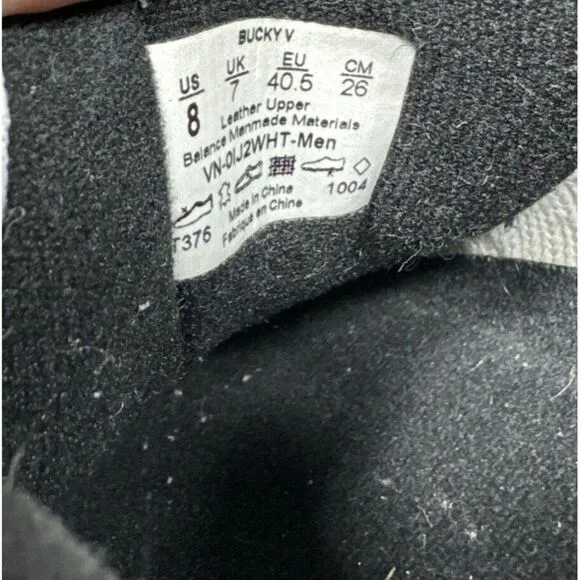 BUCKY V
US UK EU CM
8 7 40.5 26
Leather Upper
Balance Manmade Materials
VN-0IJ2WHT-Men
1004
Made in China
T376 Fabriqué en Chine